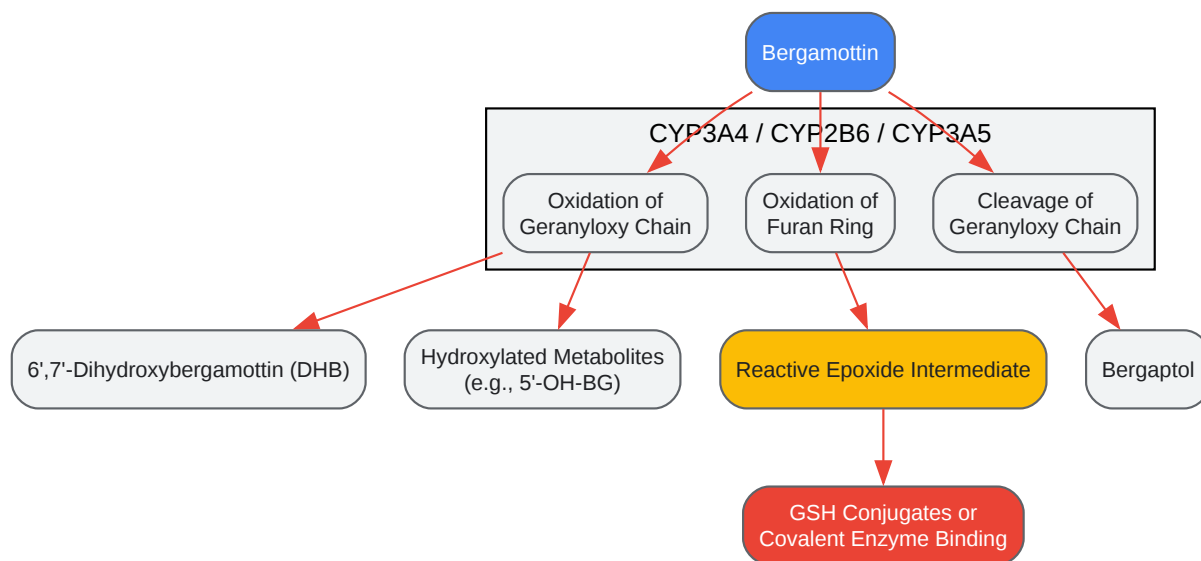 Bergamottin
CYP3A4 / CYP2B6 / CYP3A5
Oxidation of
Geranyloxy Chain
Oxidation of
Furan Ring
Cleavage of
Geranyloxy Chain
6',7'-Dihydroxybergamottin (DHB)
Hydroxylated Metabolites
(e.g., 5'-OH-BG)
Reactive Epoxide Intermediate
Bergaptol
GSH Conjugates or
Covalent Enzyme Binding